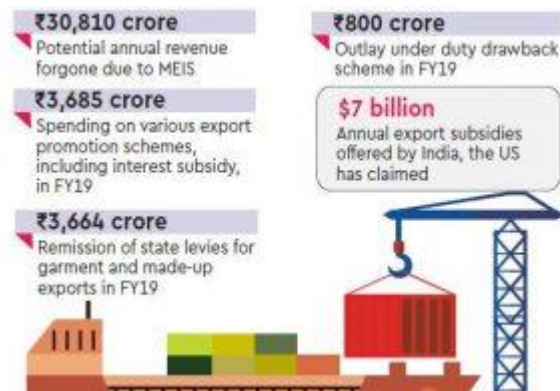 ₹30,810 crore
Potential annual revenue
forgone due to MEIS
₹3,685 crore
Spending on various export
promotion schemes,
including interest subsidy,
in FY19
₹3,664 crore
Remission of state levies for
garment and made-up
exports in FY19
₹800 crore
Outlay under duty drawback
scheme in FY19
$7 billion
Annual export subsidies
offered by India, the US
has claimed